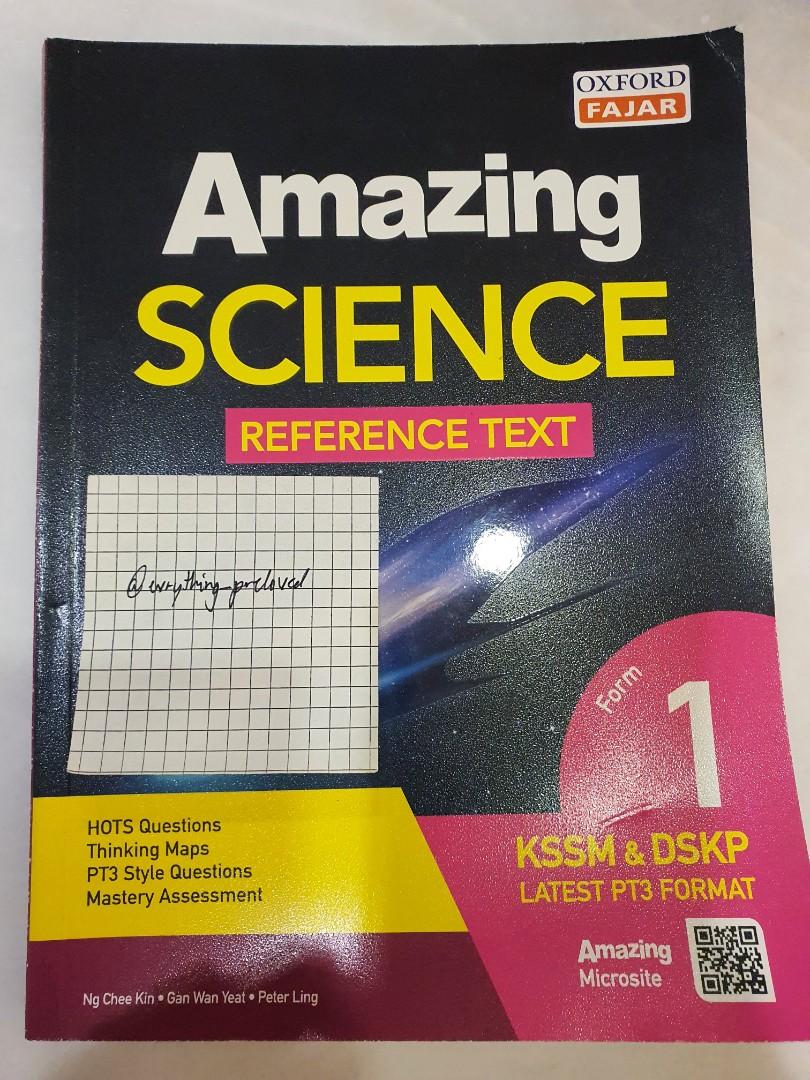 OXFORD
FAJAR
Amazing
SCIENCE
REFERENCE TEXT
@evrything_preloved
Form
1
HOTS Questions
Thinking Maps
PT3 Style Questions
Mastery Assessment
KSSM & DSKP
LATEST PT3 FORMAT
Amazing
Microsite
Ng Chee Kin • Gan Wan Yeat • Peter Ling